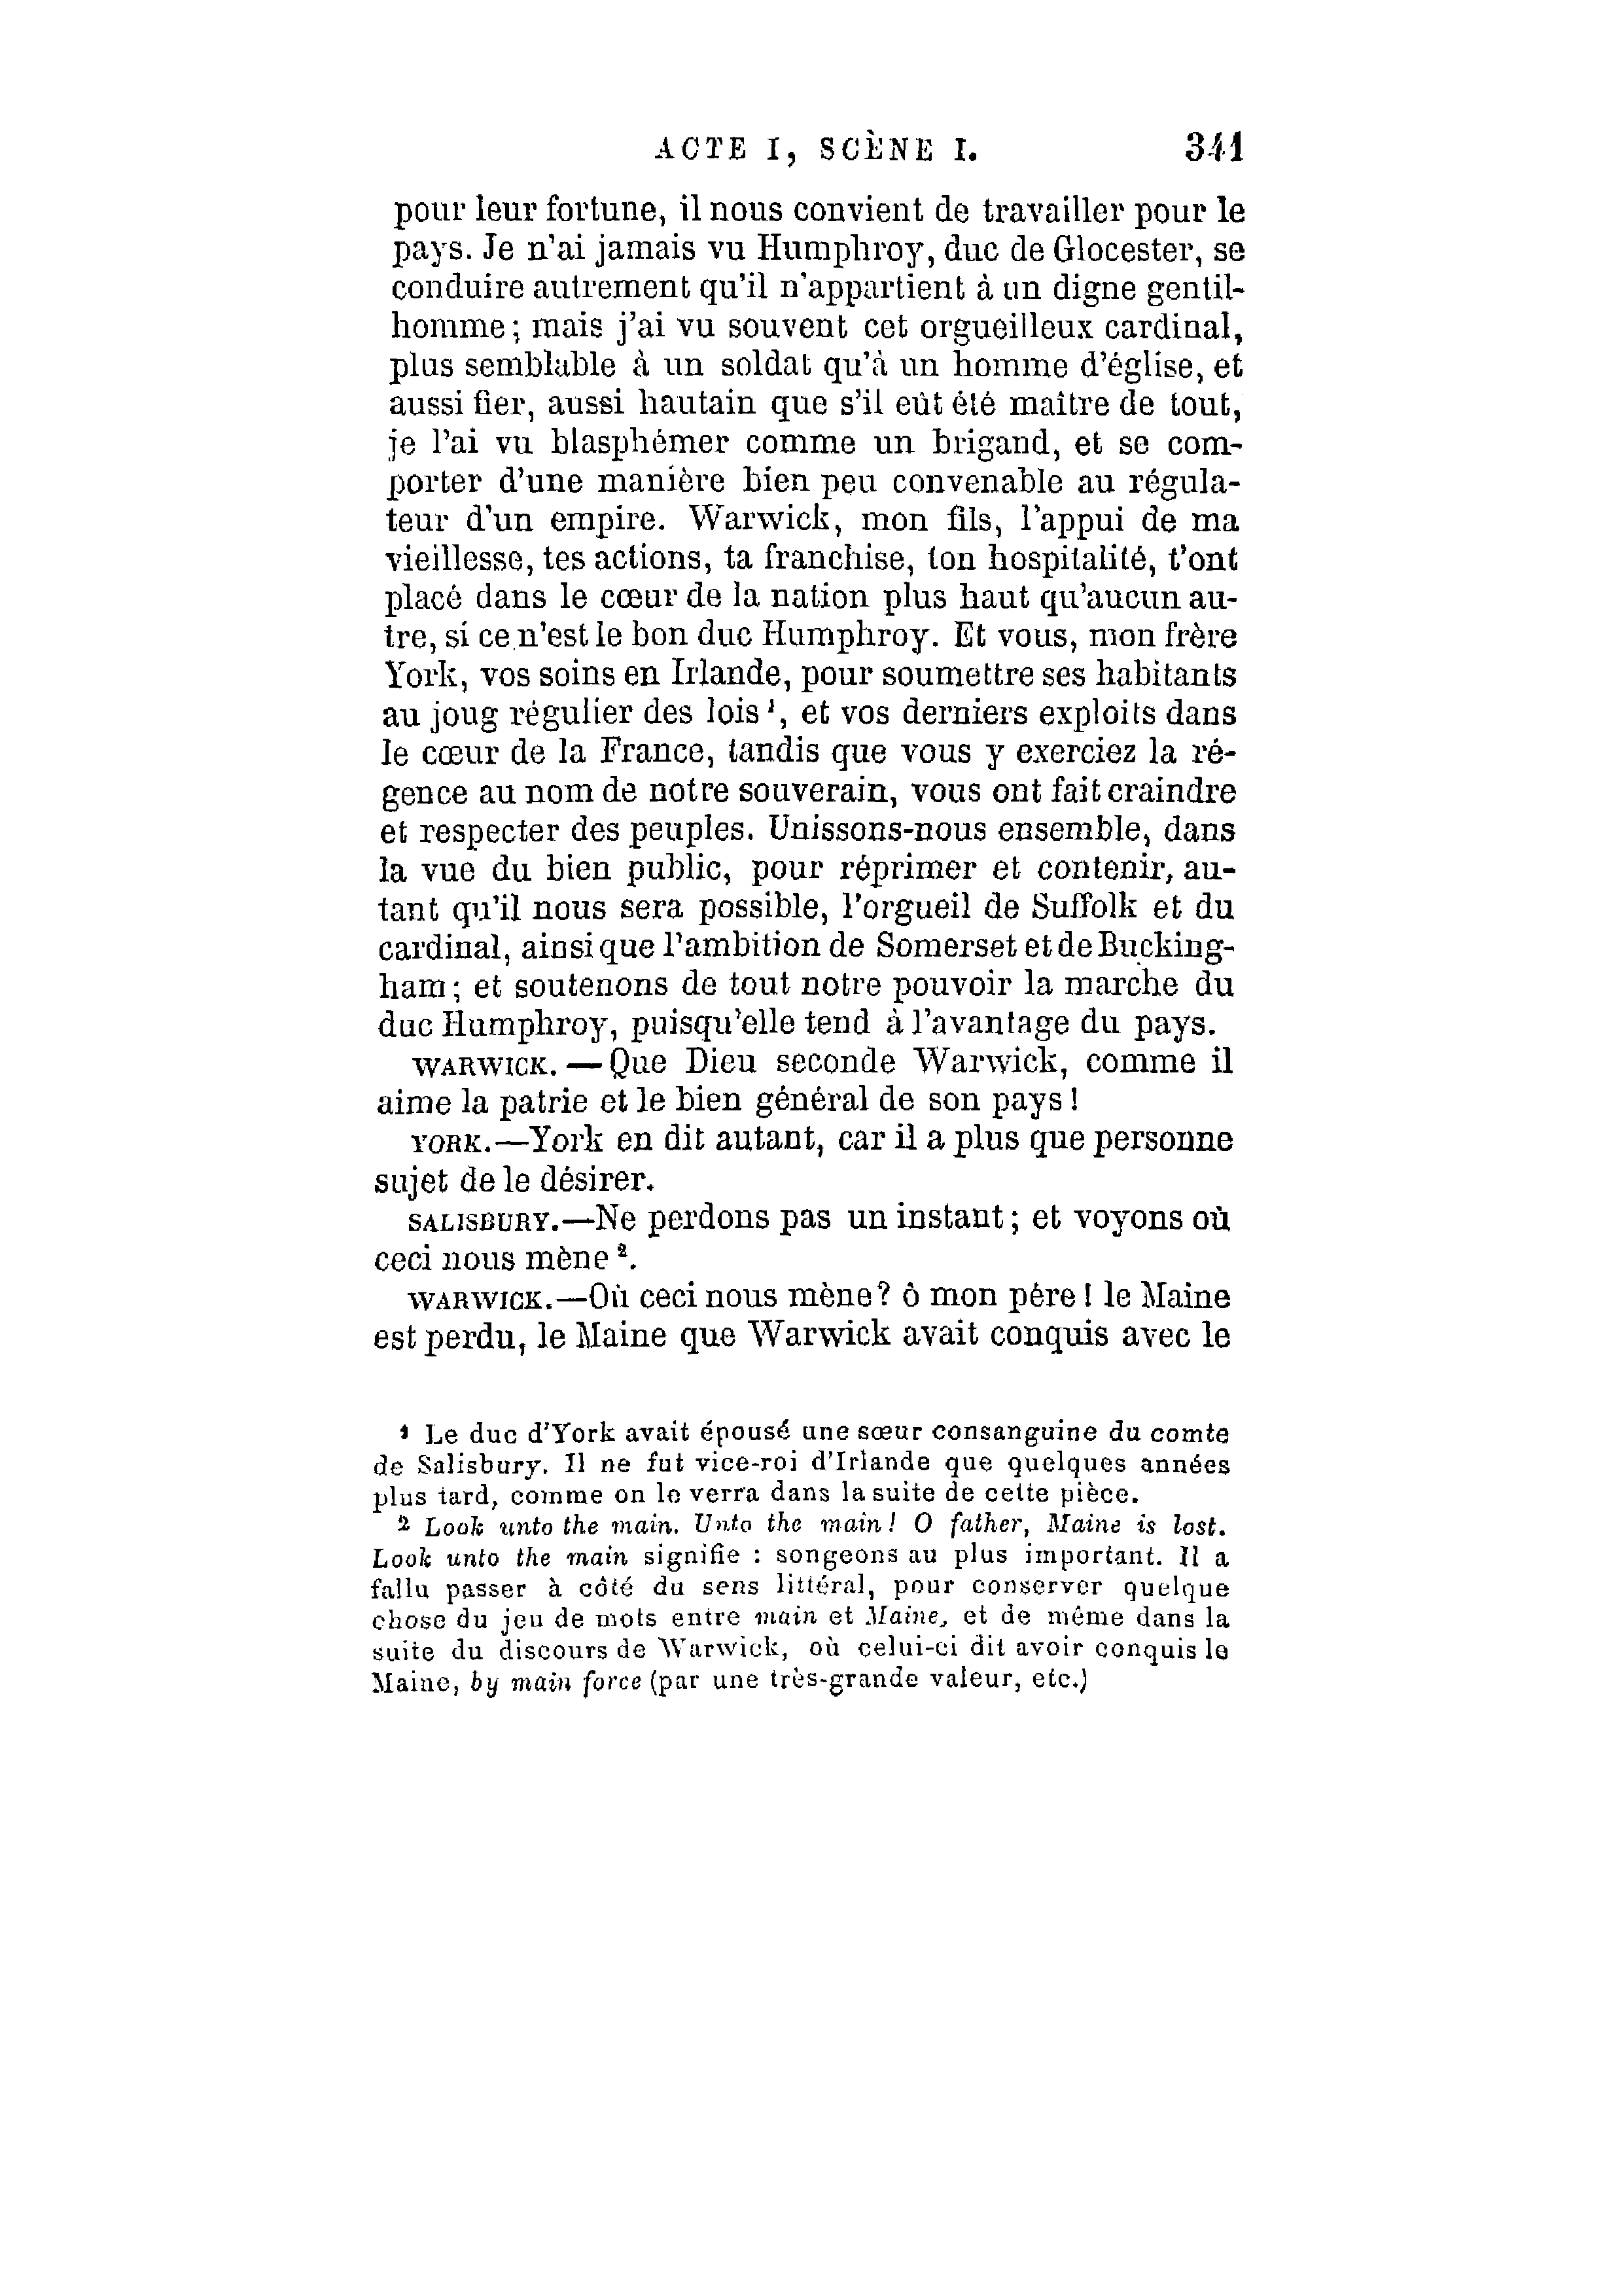 ACTE I, SCÈNE I. 341
pour leur fortune, il nous convient de travailler pour le
pays. Je n'ai jamais vu Humphroy, duc de Glocester, se
conduire autrement qu'il n'appartient à un digne gentil-
homme; mais j'ai vu souvent cet orgueilleux cardinal,
plus semblable à un soldat qu'à un homme d'église, et
aussi fier, aussi hautain que s'il eût été maître de tout,
je l'ai vu blasphémer comme un brigand, et se com-
porter d'une manière bien peu convenable au régula-
teur d'un empire. Warwick, mon fils, l'appui de ma
vieillesse, tes actions, ta franchise, ton hospitalité, t'ont
placé dans le cœur de la nation plus haut qu'aucun au-
tre, si ce n'est le bon duc Humphroy. Et vous, mon frère
York, vos soins en Irlande, pour soumettre ses habitants
au joug régulier des lois ¹, et vos derniers exploits dans
le cœur de la France, tandis que vous y exerciez la ré-
gence au nom de notre souverain, vous ont fait craindre
et respecter des peuples. Unissons-nous ensemble, dans
la vue du bien public, pour réprimer et contenir, au-
tant qu'il nous sera possible, l'orgueil de Suffolk et du
cardinal, ainsi que l'ambition de Somerset et de Bucking-
ham; et soutenons de tout notre pouvoir la marche du
duc Humphroy, puisqu'elle tend à l'avantage du pays.
WARWICK. — Que Dieu seconde Warwick, comme il
aime la patrie et le bien général de son pays!
YORK.—York en dit autant, car il a plus que personne
sujet de le désirer.
SALISBURY.—Ne perdons pas un instant; et voyons où
ceci nous mène ².
WARWICK.—Où ceci nous mène? ô mon père! le Maine
est perdu, le Maine que Warwick avait conquis avec le
¹ Le duc d'York avait épousé une sœur consanguine du comte
de Salisbury. Il ne fut vice-roi d'Irlande que quelques années
plus tard, comme on le verra dans la suite de cette pièce.
² Look unto the main. Unto the main! O father, Maine is lost.
Look unto the main signifie : songeons au plus important. Il a
fallu passer à côté du sens littéral, pour conserver quelque
chose du jeu de mots entre main et Maine, et de même dans la
suite du discours de Warwick, où celui-ci dit avoir conquis le
Maine, by main force (par une très-grande valeur, etc.)